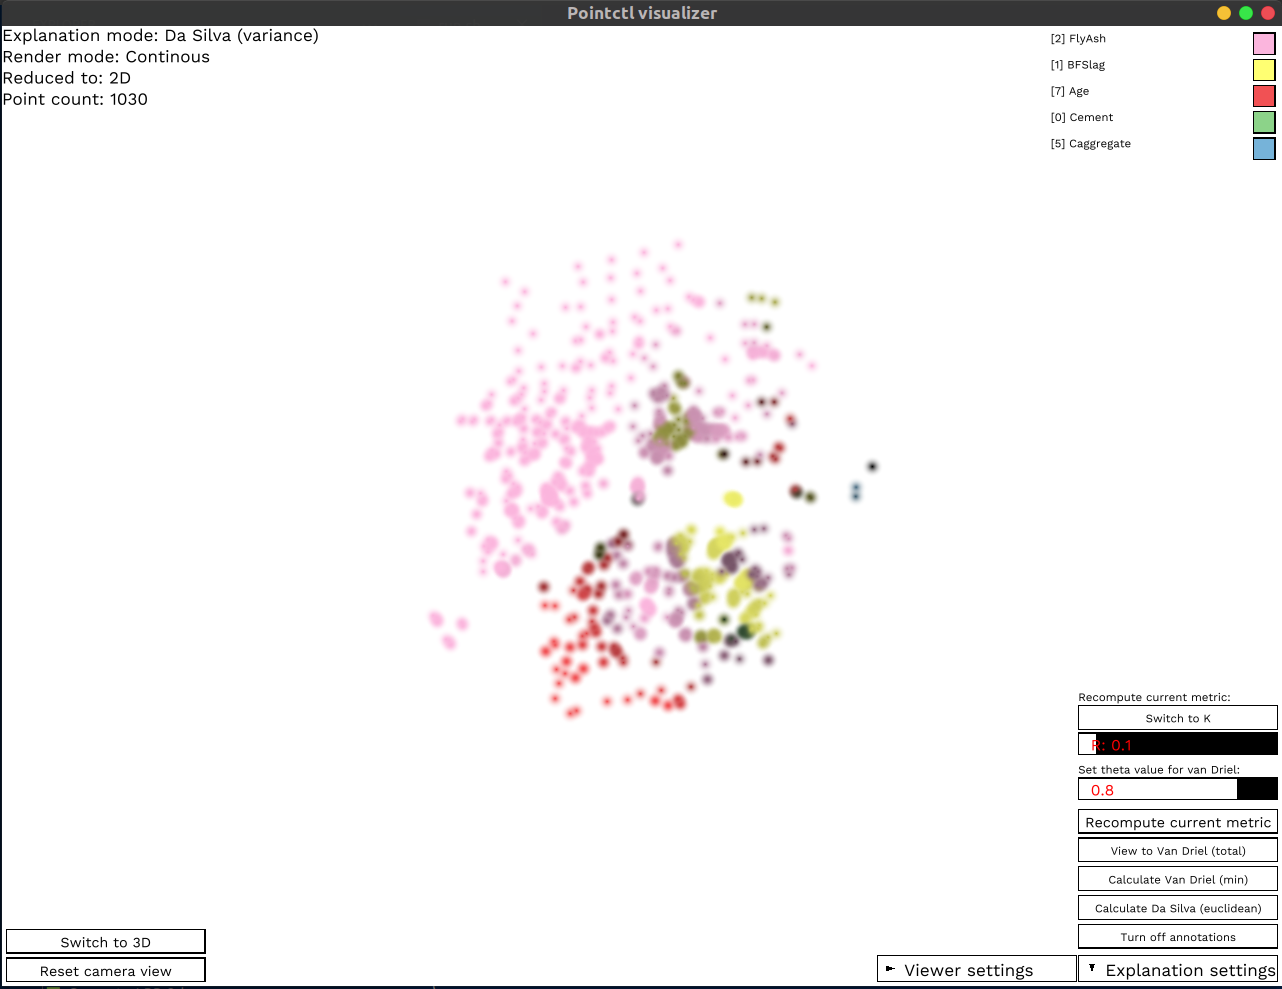 Pointctl visualizer
Explanation mode: Da Silva (variance)
Render mode: Continous
Reduced to: 2D
Point count: 1030
[2] FlyAsh
[1] BFSlag
[7] Age
[0] Cement
[5] Caggregate
Recompute current metric:
Switch to K
R: 0.1
Set theta value for van Driel:
0.8
Recompute current metric
View to Van Driel (total)
Calculate Van Driel (min)
Calculate Da Silva (euclidean)
Turn off annotations
Switch to 3D
Reset camera view
Viewer settings
Explanation settings